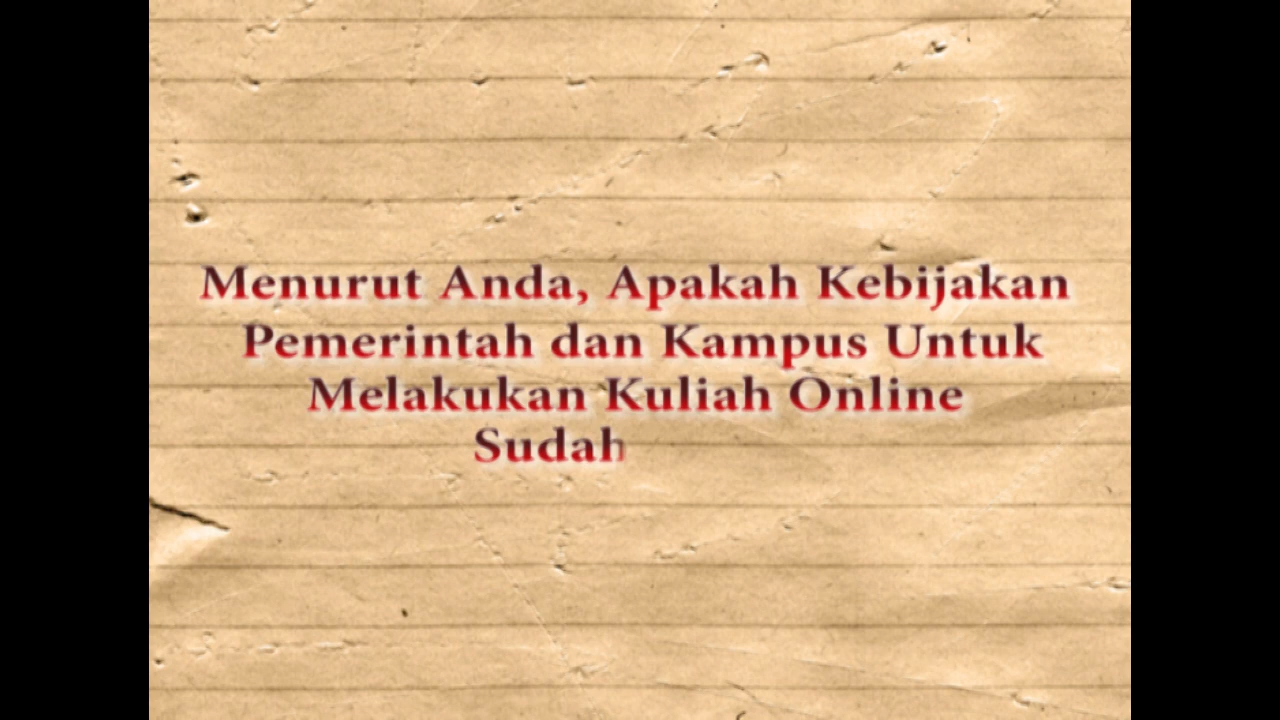 Menurut Anda, Apakah Kebijakan
Pemerintah dan Kampus Untuk
Melakukan Kuliah Online
Sudah